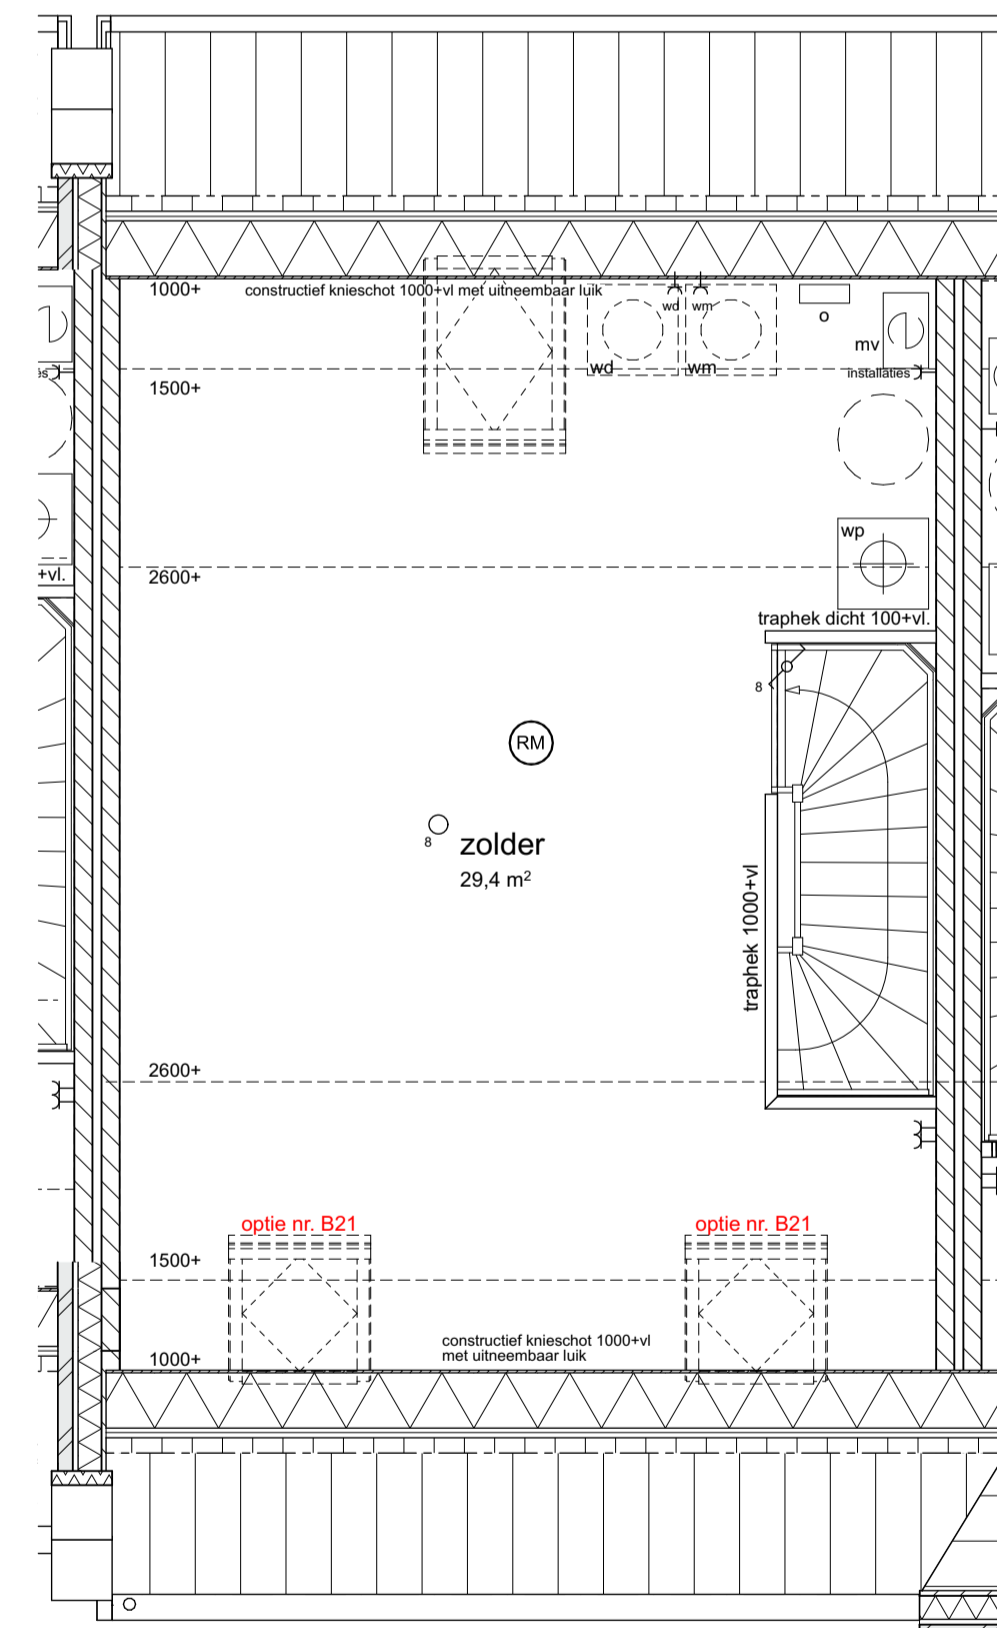 1000+
constructief knieschot 1000+vl met uitneembaar luik
wd
wm
o
mv
wd
wm
installaties
1500+
wp
+vl.
2600+
traphek dicht 100+vl.
8
RM
8
zolder
29,4 m²
traphek 1000+vl
2600+
optie nr. B21
optie nr. B21
1500+
constructief knieschot 1000+vl
met uitneembaar luik
1000+